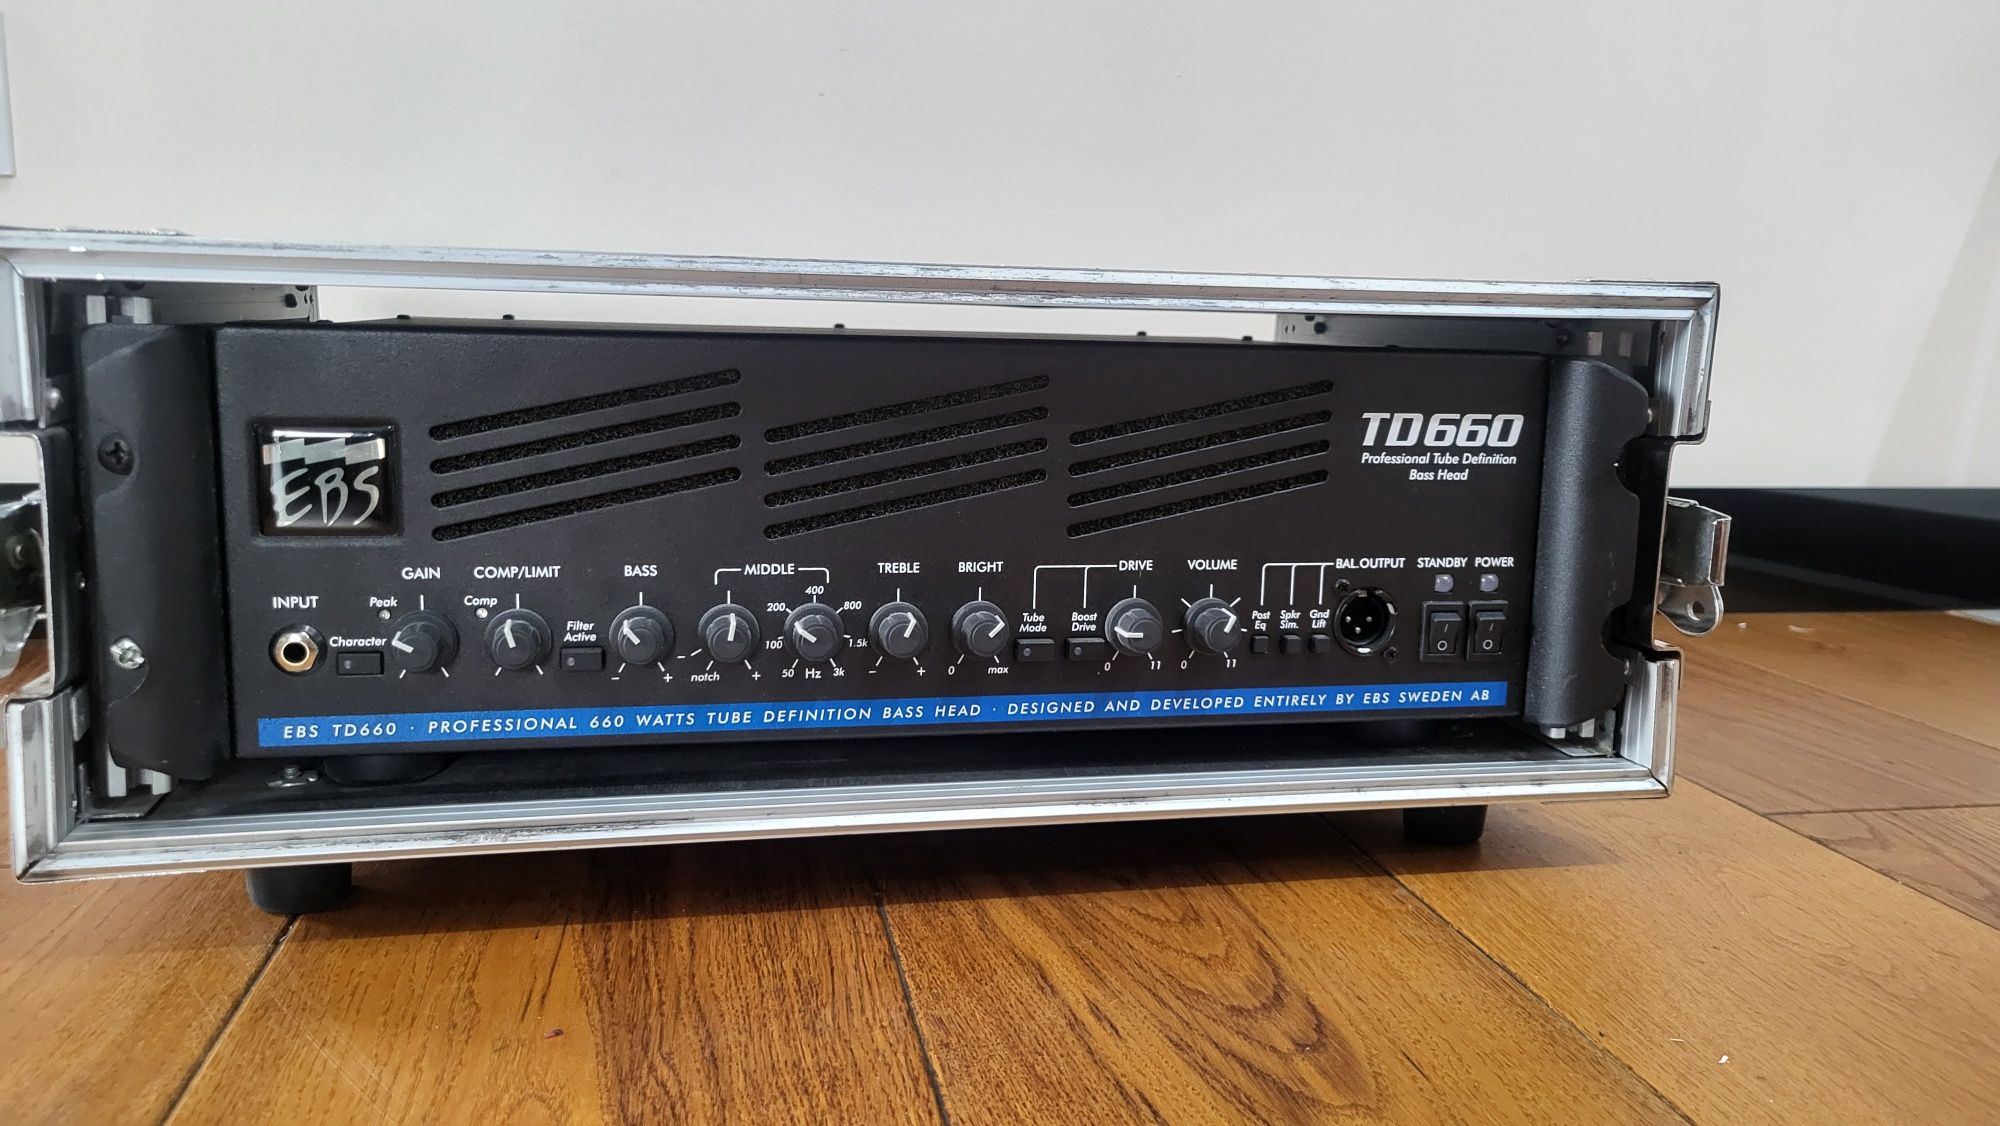 EBS
TD660
Professional Tube Definition
Bass Head
INPUT
Character
Peak
GAIN
Comp
COMP/LIMIT
Filter
Active
BASS
- +
MIDDLE
notch
- +
50
100
200
400
800
1.5k
3k
Hz
TREBLE
- +
BRIGHT
0 max
Tube
Mode
Boost
Drive
DRIVE
0 11
VOLUME
0 11
Post
Eq
Spkr
Sim.
Gnd
Lift
BAL.OUTPUT
STANDBY
POWER
EBS TD660 · PROFESSIONAL 660 WATTS TUBE DEFINITION BASS HEAD · DESIGNED AND DEVELOPED ENTIRELY BY EBS SWEDEN AB